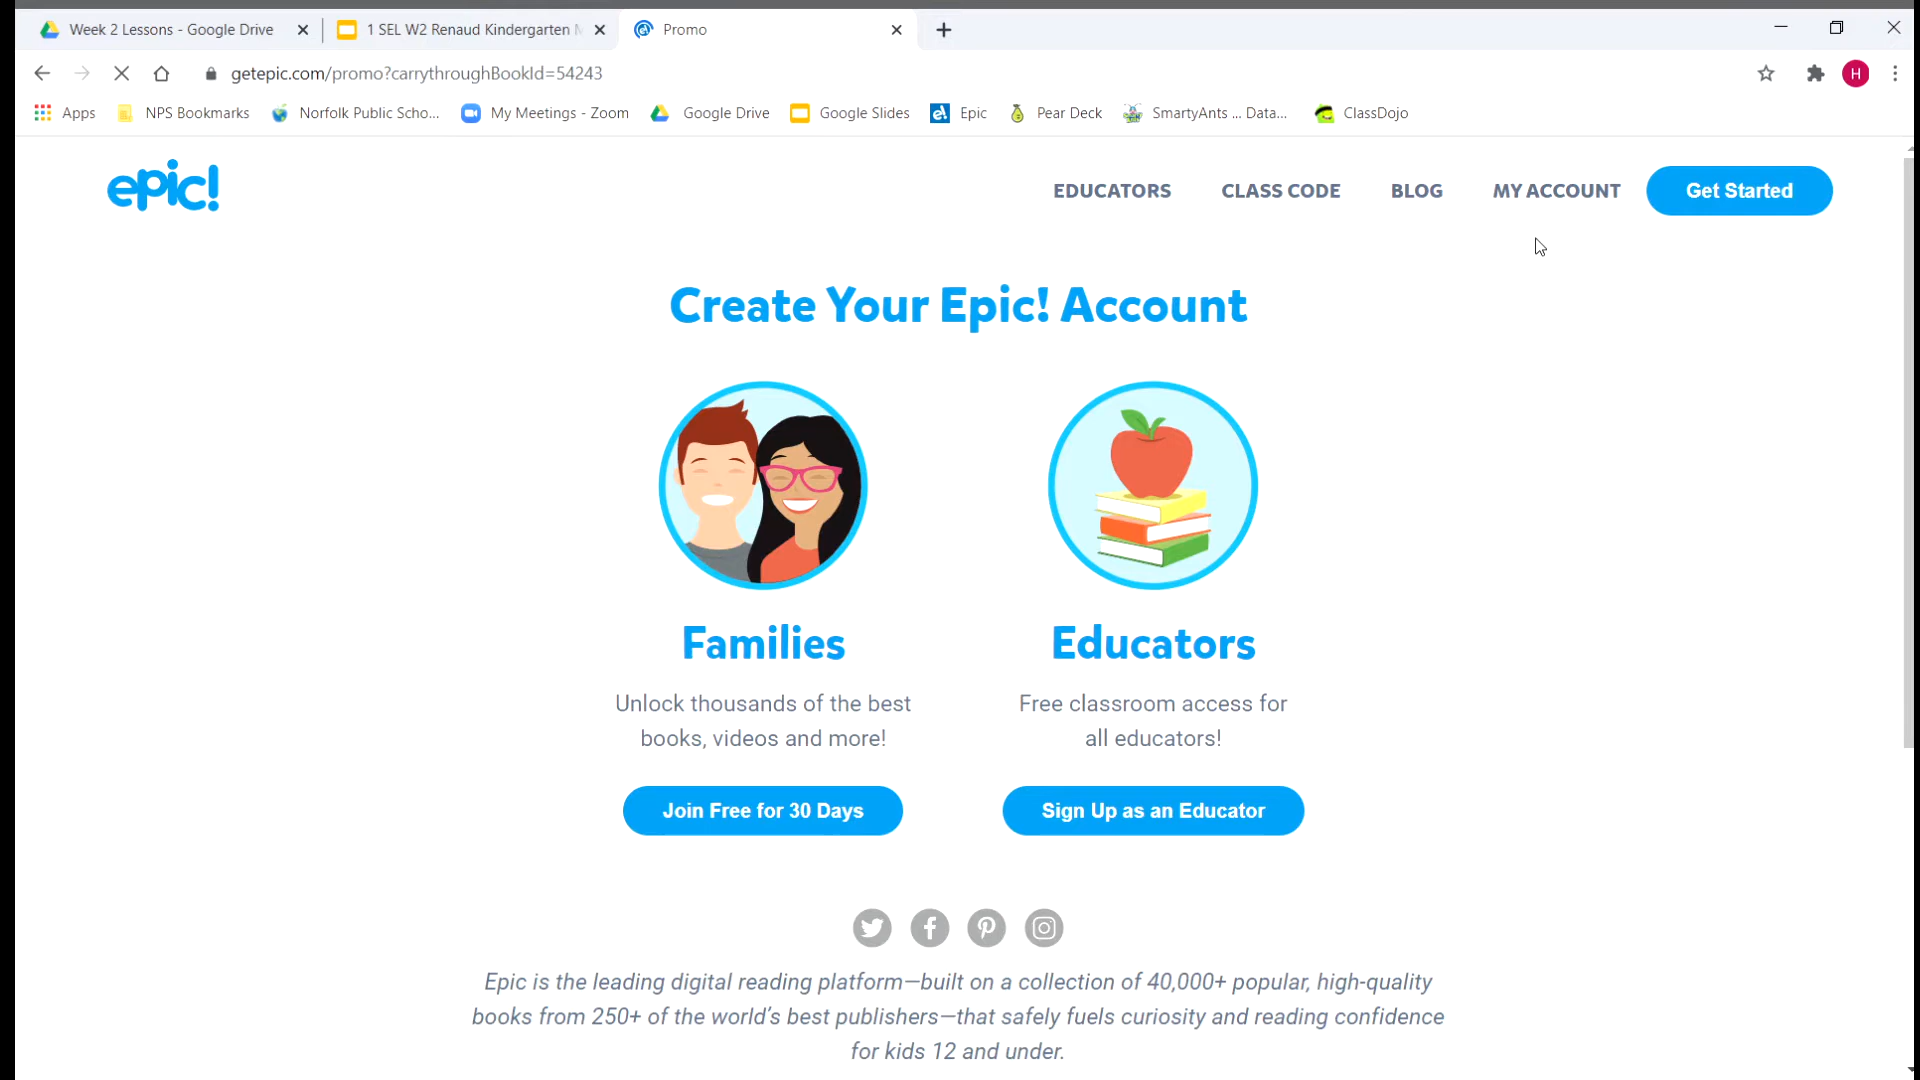 Week 2 Lessons - Google Drive
1 SEL W2 Renaud Kindergarten
Promo
getepic.com/promo?carrythroughBookId=54243
H
Apps
NPS Bookmarks
Norfolk Public Scho...
My Meetings - Zoom
Google Drive
Google Slides
Epic
Pear Deck
SmartyAnts ... Data...
ClassDojo
epic!
EDUCATORS
CLASS CODE
BLOG
MY ACCOUNT
Get Started
Create Your Epic! Account
Families
Unlock thousands of the best
books, videos and more!
Join Free for 30 Days
Educators
Free classroom access for
all educators!
Sign Up as an Educator
Epic is the leading digital reading platform—built on a collection of 40,000+ popular, high-quality
books from 250+ of the world's best publishers—that safely fuels curiosity and reading confidence
for kids 12 and under.